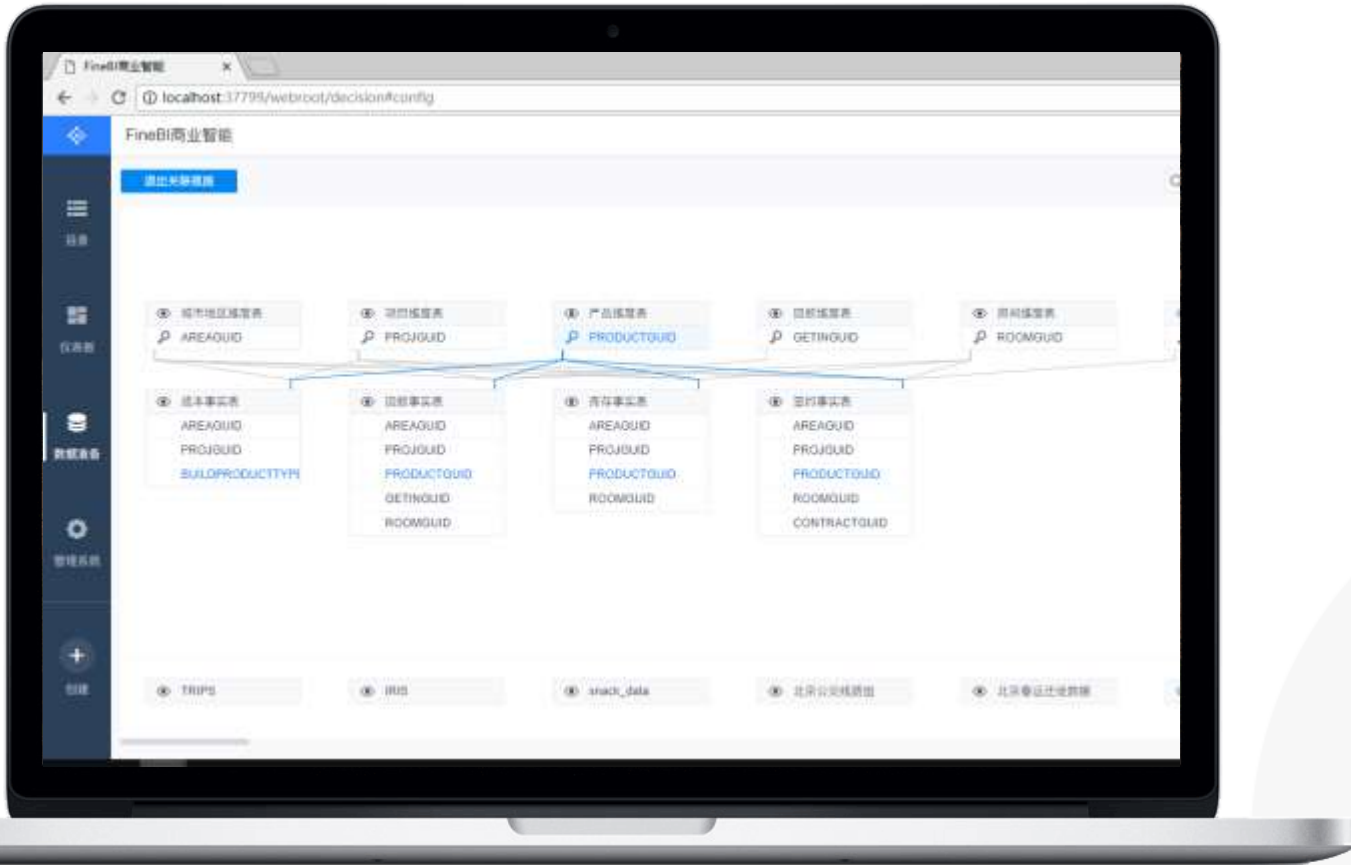 FineBI商业智能
localhost:37799/webroot/decision#config
FineBI商业智能
退出关联视图
目录
仪表板
数据准备
管理系统
创建
城市地区维度表
AREAGUID
项目维度表
PROJGUID
产品维度表
PRODUCTGUID
回款维度表
GETINGUID
房间维度表
ROOMGUID
成本事实表
AREAGUID
PROJGUID
BUILDPRODUCTTYPE
回款事实表
AREAGUID
PROJGUID
PRODUCTGUID
GETINGUID
ROOMGUID
库存事实表
AREAGUID
PROJGUID
PRODUCTGUID
ROOMGUID
签约事实表
AREAGUID
PROJGUID
PRODUCTGUID
ROOMGUID
CONTRACTGUID
TRIPS
IRIS
snack_data
北京公交线路图
北京春运迁徙数据